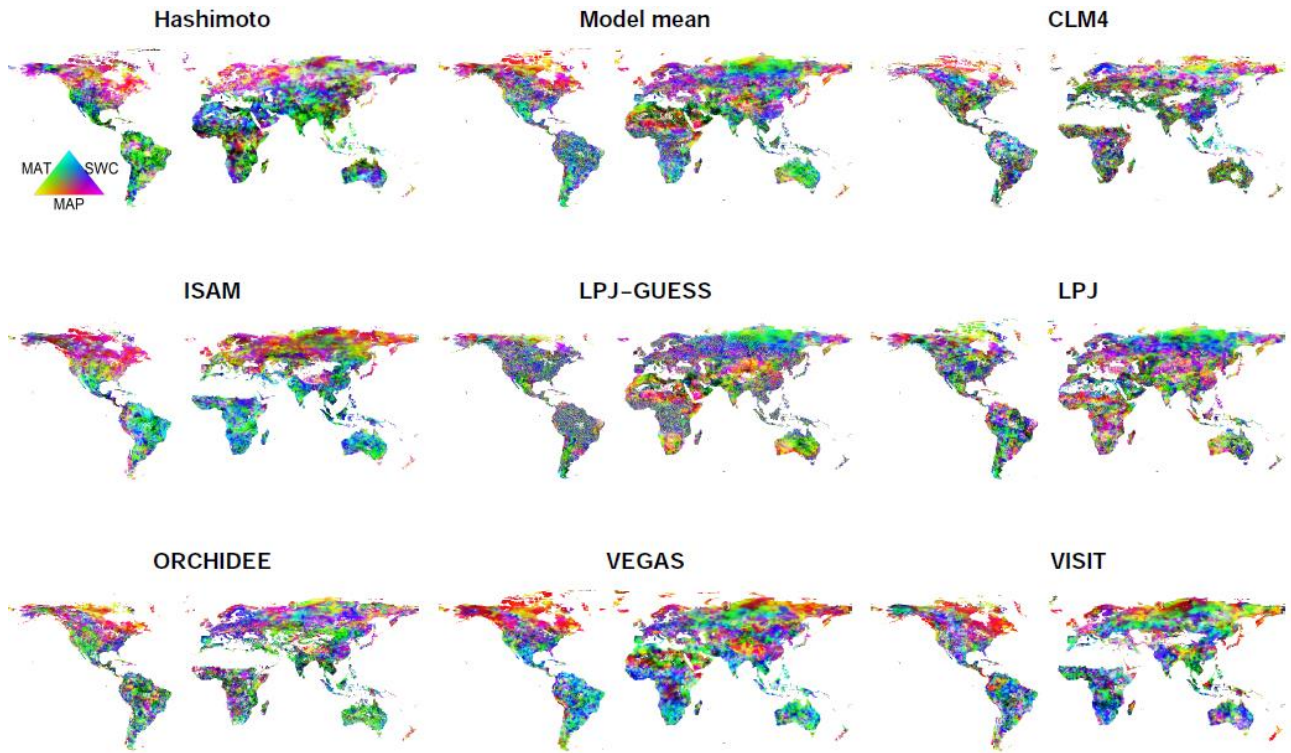 Hashimoto
Model mean
CLM4
MAT
SWC
MAP
ISAM
LPJ–GUESS
LPJ
ORCHIDEE
VEGAS
VISIT